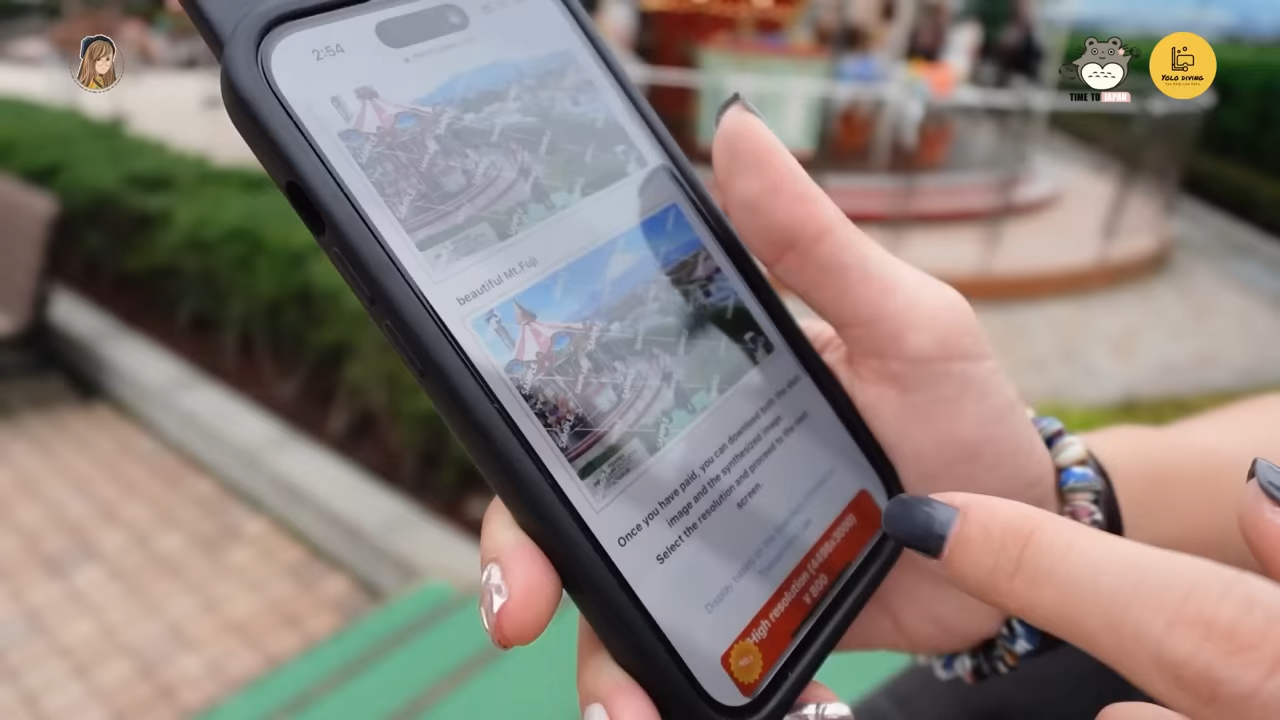 2:54
TIME TO JAPAN
YOLO DIVING
beautiful Mt.Fuji
Once you have paid, you can download both the
image and the synthesized image.
Select the resolution and proceed to the next
screen.
High resolution (4496x3000)
¥ 800